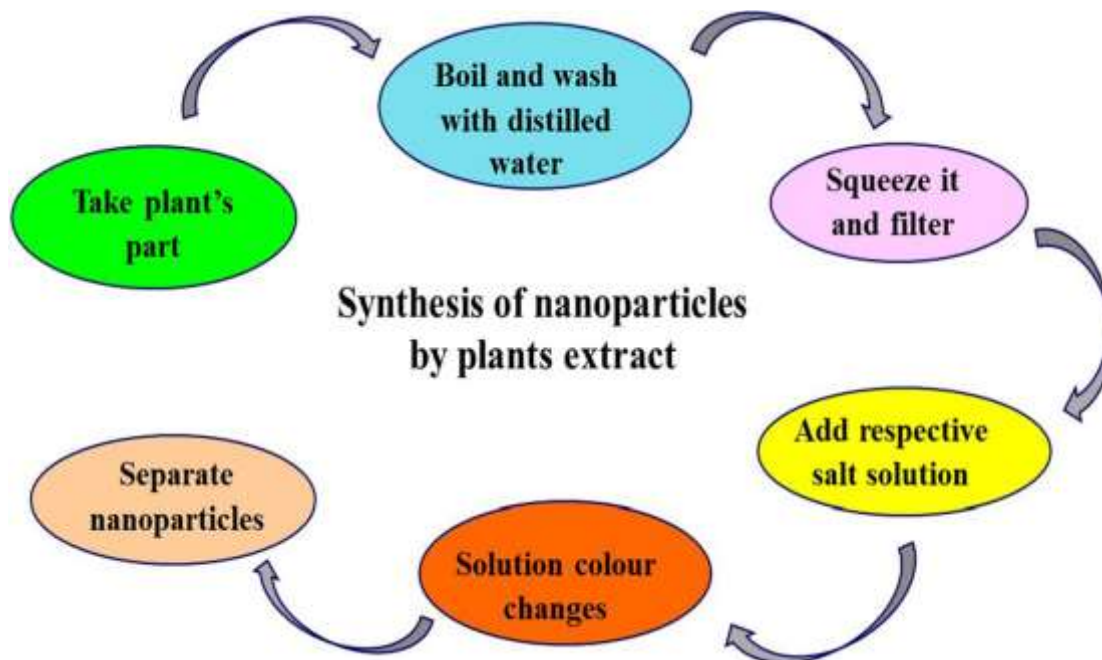 Take plant's
part
Boil and wash
with distilled
water
Squeeze it
and filter
Synthesis of nanoparticles
by plants extract
Add respective
salt solution
Solution colour
changes
Separate
nanoparticles